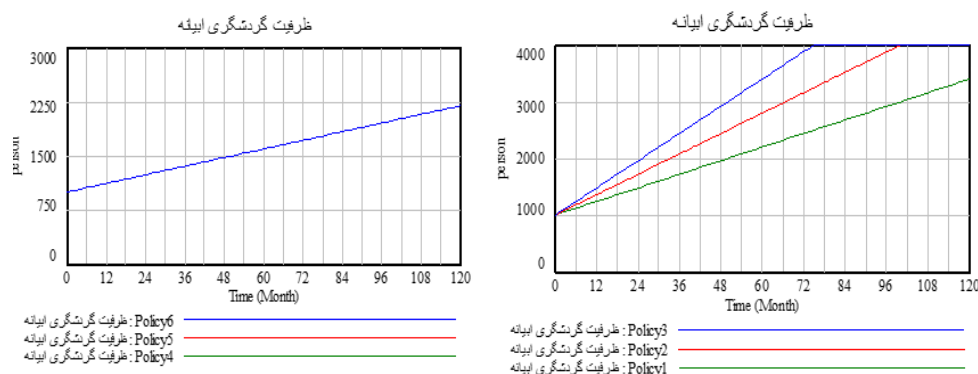 ظرفیت گردشگری ابیانه
3000
2250
1500
750
0
person
0 12 24 36 48 60 72 84 96 108 120
Time (Month)
ظرفیت گردشگری ابیانه : Policy6
ظرفیت گردشگری ابیانه : Policy5
ظرفیت گردشگری ابیانه : Policy4
ظرفیت گردشگری ابیانه
4000
3000
2000
1000
0
person
0 12 24 36 48 60 72 84 96 108 120
Time (Month)
ظرفیت گردشگری ابیانه : Policy3
ظرفیت گردشگری ابیانه : Policy2
ظرفیت گردشگری ابیانه : Policy1